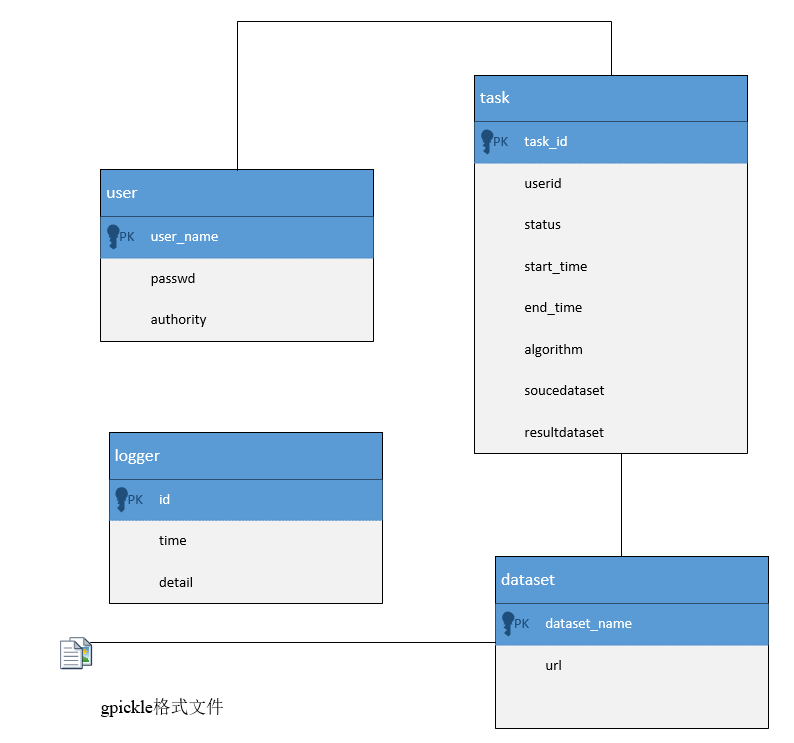 task
PK task_id
userid
status
start_time
end_time
algorithm
soucedataset
resultdataset
user
PK user_name
passwd
authority
logger
PK id
time
detail
dataset
PK dataset_name
url
gpickle格式文件